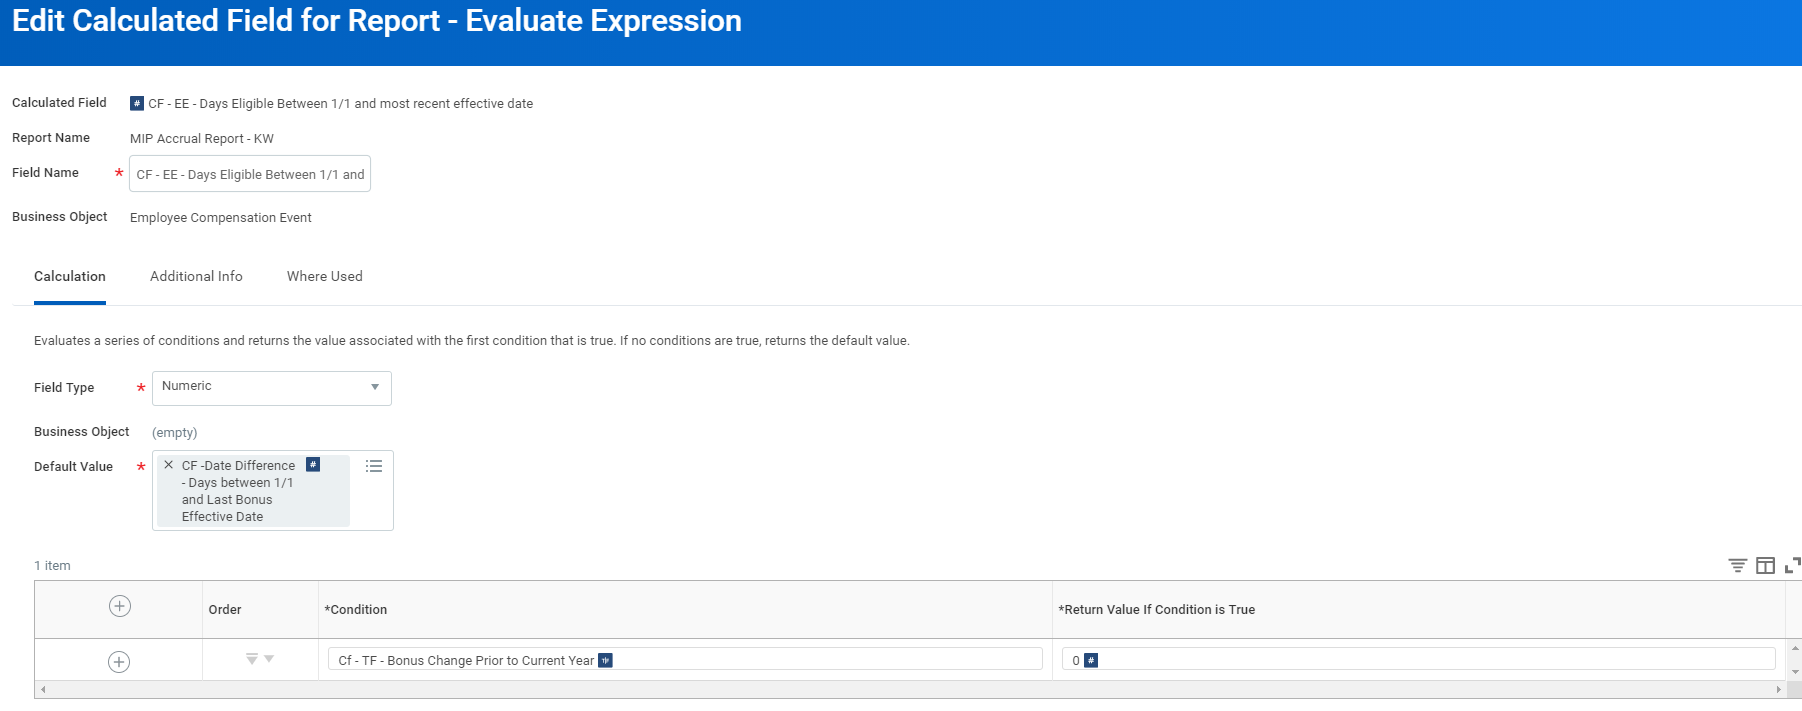 Edit Calculated Field for Report - Evaluate Expression
Calculated Field # CF - EE - Days Eligible Between 1/1 and most recent effective date
Report Name MIP Accrual Report - KW
Field Name * CF - EE - Days Eligible Between 1/1 and
Business Object Employee Compensation Event
Calculation Additional Info Where Used
Evaluates a series of conditions and returns the value associated with the first condition that is true. If no conditions are true, returns the default value.
Field Type * Numeric
Business Object (empty)
Default Value * × CF -Date Difference #
- Days between 1/1
and Last Bonus
Effective Date
1 item
Order *Condition *Return Value If Condition is True
Cf - TF - Bonus Change Prior to Current Year 0 #